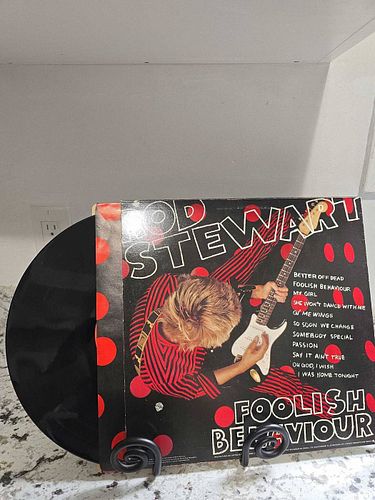 ROD
STEWART
BETTER OFF DEAD
FOOLISH BEHAVIOUR
MY GIRL
SHE WON'T DANCE WITH ME
GI' ME WINGS
SO SOON WE CHANGE
SOMEBODY SPECIAL
PASSION
SAY IT AIN'T TRUE
OH GOD, I WISH
I WAS HOME TONIGHT
FOOLISH
BEHAVIOUR